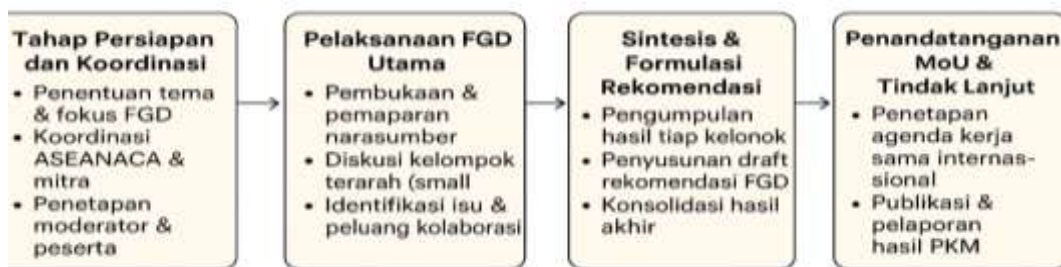 Tahap Persiapan
dan Koordinasi
• Penentuan tema
& fokus FGD
• Koordinasi
ASEANACA &
mitra
• Penetapan
moderator &
peserta
Pelaksanaan FGD
Utama
• Pembukaan &
pemaparan
narasumber
• Diskusi kelompok
terarah (small
• Identifikasi isu &
peluang kolaborasi
Sintesis &
Formulasi
Rekomendasi
• Pengumpulan
hasil tiap kelonok
• Penyusunan draft
rekomendasi FGD
• Konsolidasi hasil
akhir
Penandatanganan
MoU &
Tindak Lanjut
• Penetapan
agenda kerja
sama internas-
sional
• Publikasi &
pelaporan
hasil PKM